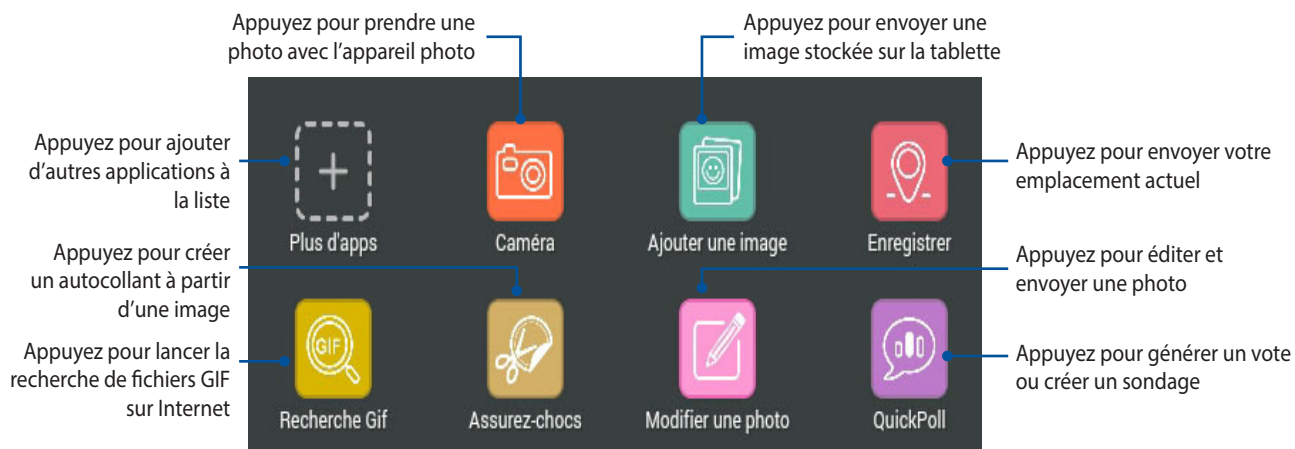 Appuyez pour prendre une
photo avec l'appareil photo
Appuyez pour envoyer une
image stockée sur la tablette
Appuyez pour ajouter
d'autres applications à
la liste
Appuyez pour envoyer votre
emplacement actuel
Plus d'apps
Caméra
Ajouter une image
Enregistrer
Appuyez pour créer
un autocollant à partir
d'une image
Appuyez pour éditer et
envoyer une photo
Appuyez pour lancer la
recherche de fichiers GIF
sur Internet
GIF
Appuyez pour générer un vote
ou créer un sondage
Recherche Gif
Assurez-chocs
Modifier une photo
QuickPoll